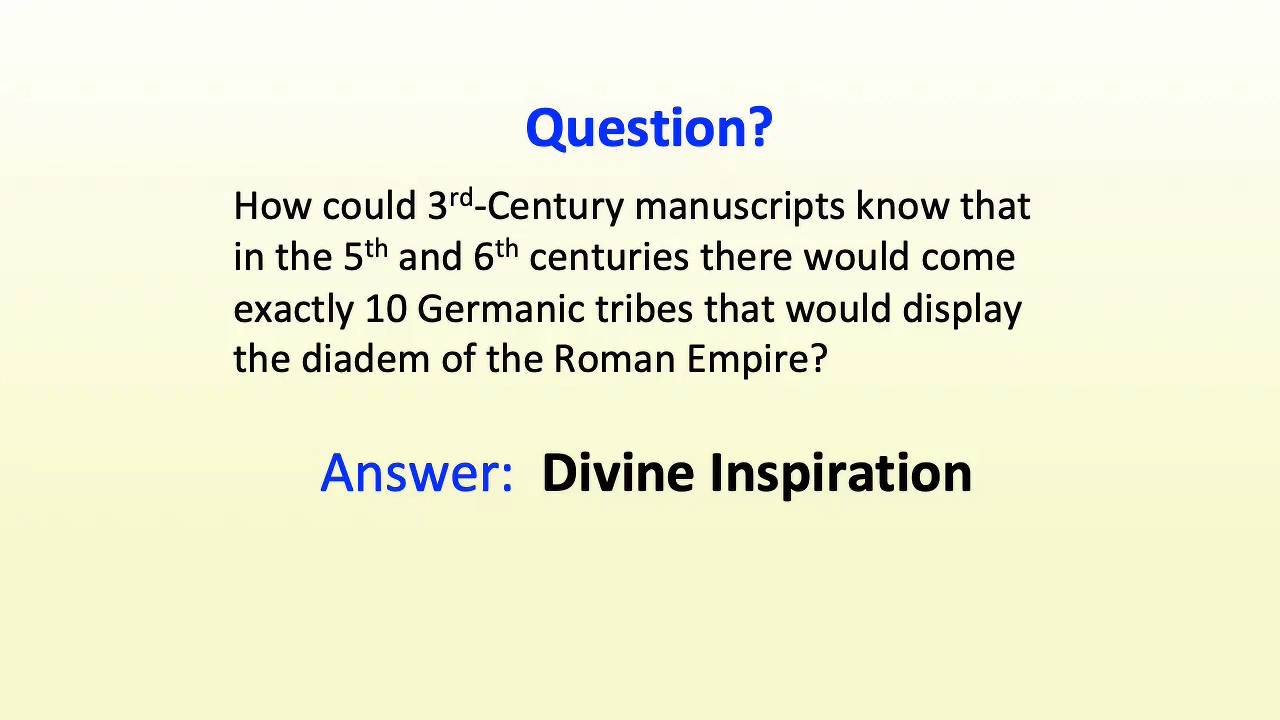 Question?
How could 3rd-Century manuscripts know that
in the 5th and 6th centuries there would come
exactly 10 Germanic tribes that would display
the diadem of the Roman Empire?
Answer: Divine Inspiration